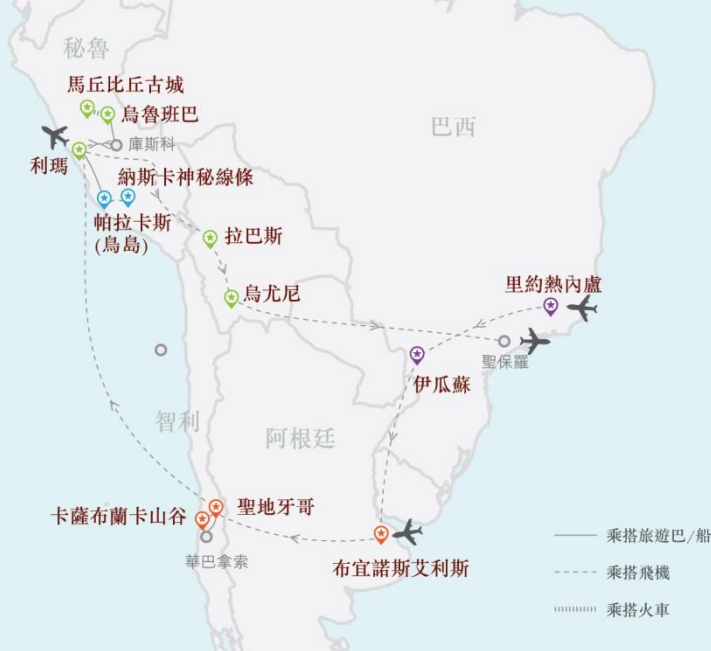 秘魯
馬丘比丘古城
烏魯班巴
巴西
庫斯科
利瑪
納斯卡神秘線條
帕拉卡斯
(鳥島)
拉巴斯
烏尤尼
里約熱內盧
聖保羅
伊瓜蘇
智利
阿根廷
聖地牙哥
卡薩布蘭卡山谷
華巴拿索
布宜諾斯艾利斯
乘搭旅遊巴/船
乘搭飛機
乘搭火車